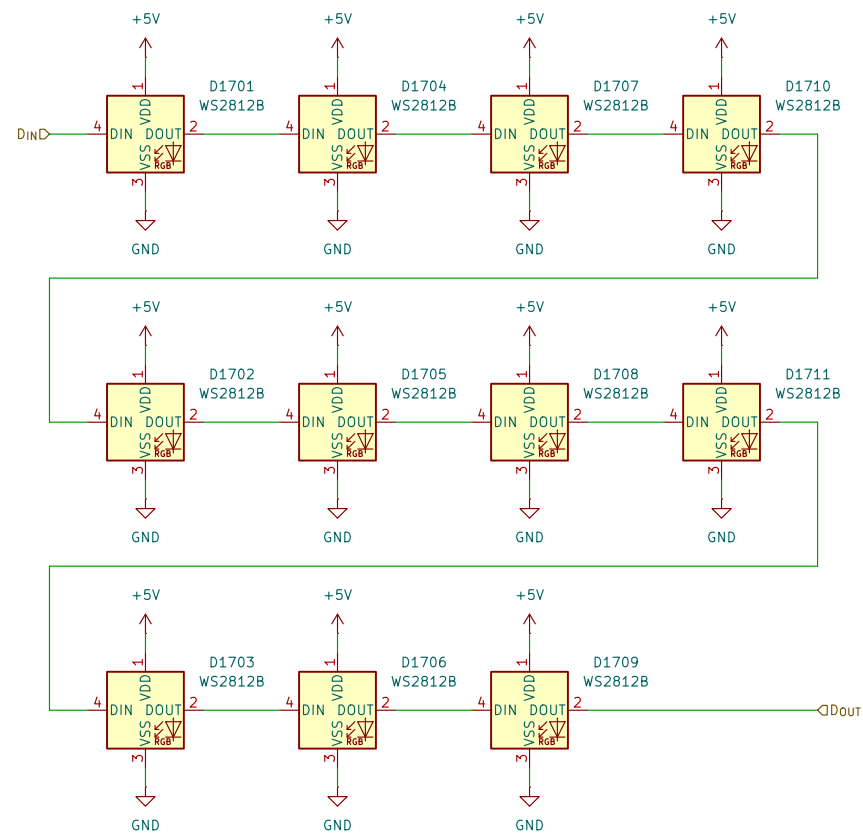 +5V +5V +5V +5V
D1701 D1704 D1707 D1710
WS2812B WS2812B WS2812B WS2812B
1 1 1 1
VDD VDD VDD VDD
DIN 4 DIN DOUT 2 4 DIN DOUT 2 4 DIN DOUT 2 4 DIN DOUT 2
VSS VSS VSS VSS
RGB RGB RGB RGB
3 3 3 3
GND GND GND GND
+5V +5V +5V +5V
D1702 D1705 D1708 D1711
WS2812B WS2812B WS2812B WS2812B
1 1 1 1
VDD VDD VDD VDD
4 DIN DOUT 2 4 DIN DOUT 2 4 DIN DOUT 2 4 DIN DOUT 2
VSS VSS VSS VSS
RGB RGB RGB RGB
3 3 3 3
GND GND GND GND
+5V +5V +5V
D1703 D1706 D1709
WS2812B WS2812B WS2812B
1 1 1
VDD VDD VDD
4 DIN DOUT 2 4 DIN DOUT 2 4 DIN DOUT 2 DOUT
VSS VSS VSS
RGB RGB RGB
3 3 3
GND GND GND